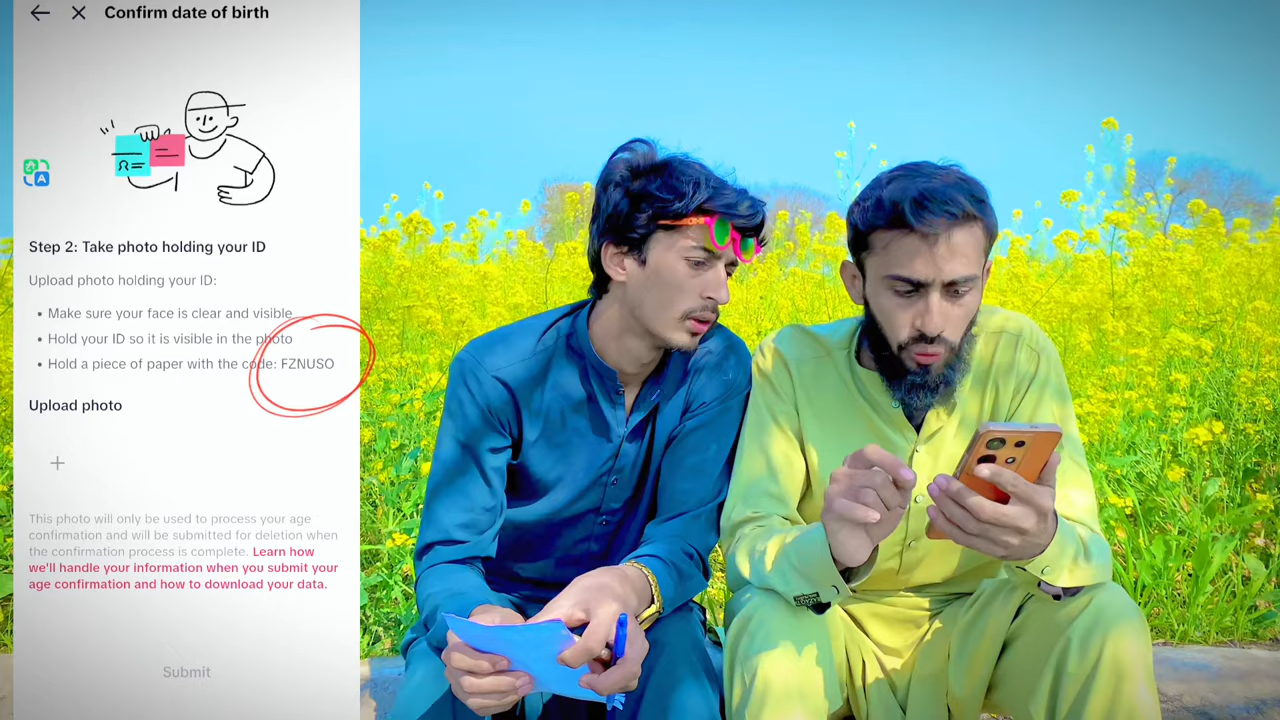 Confirm date of birth
Step 2: Take photo holding your ID
Upload photo holding your ID:
• Make sure your face is clear and visible
• Hold your ID so it is visible in the photo
• Hold a piece of paper with the code: FZNUSO
Upload photo
This photo will only be used to process your age
confirmation and will be submitted for deletion when
the confirmation process is complete. Learn how
we'll handle your information when you submit your
age confirmation and how to download your data.
Submit